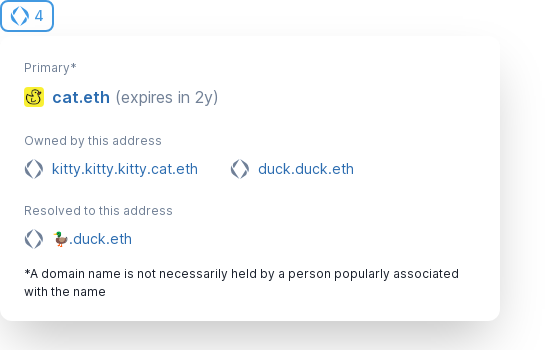 4
Primary*
cat.eth (expires in 2y)
Owned by this address
kitty.kitty.kitty.cat.eth duck.duck.eth
Resolved to this address
🦆.duck.eth
*A domain name is not necessarily held by a person popularly associated
with the name